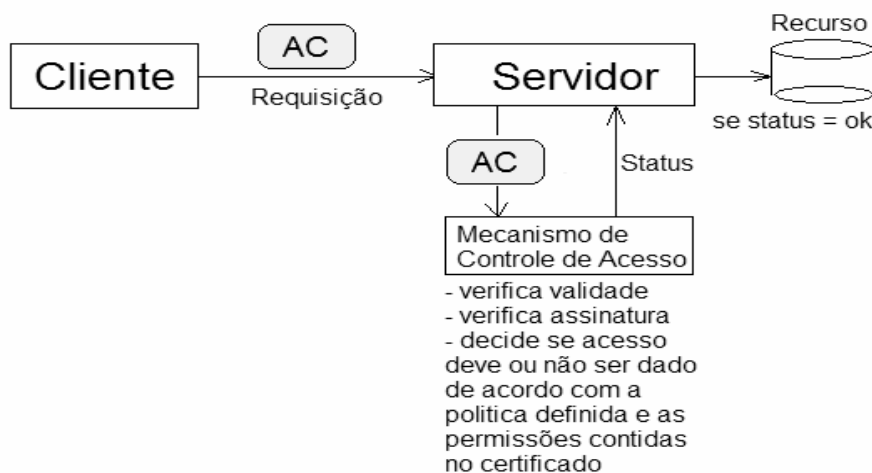 Recurso
AC
Cliente
Servidor
Requisição
se status = ok
AC
Status
Mecanismo de
Controle de Acesso
- verifica validade
- verifica assinatura
- decide se acesso
deve ou não ser dado
de acordo com a
politica definida e as
permissões contidas
no certificado